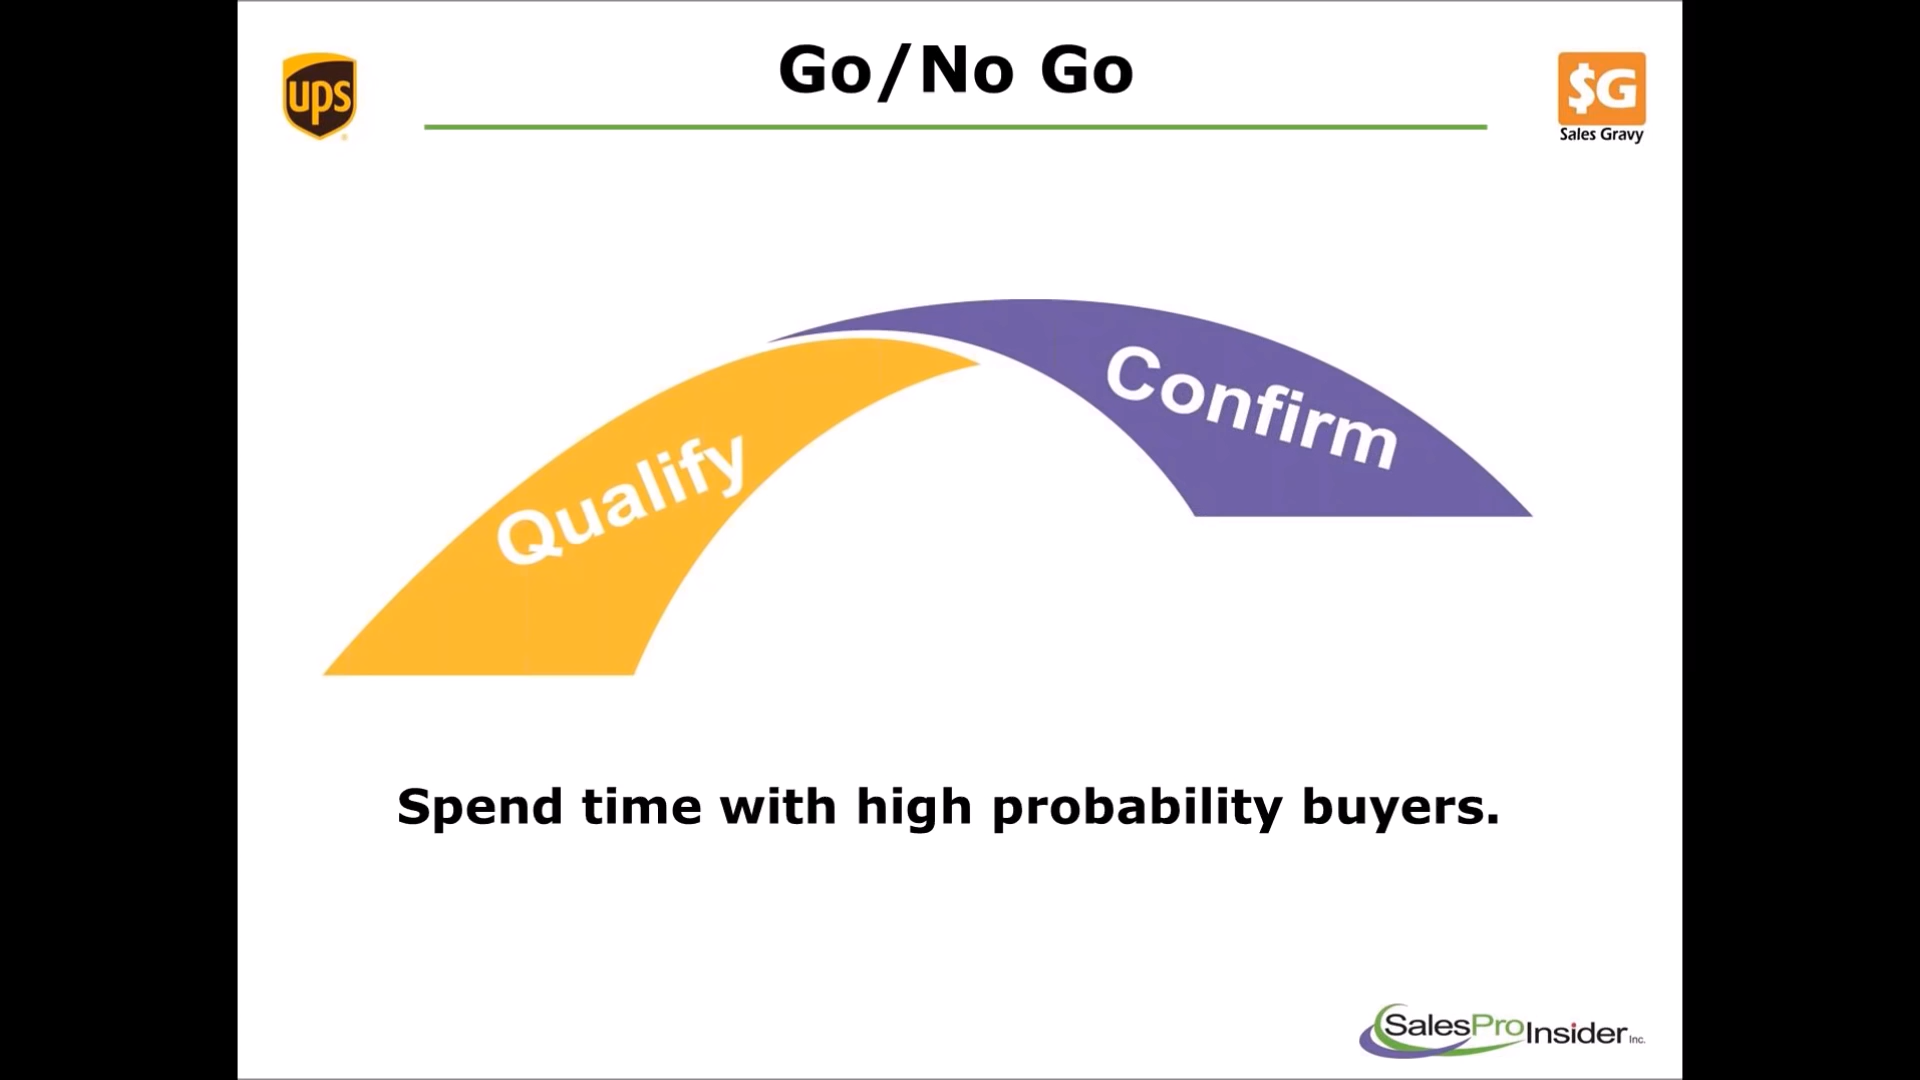 Go/No Go
ups
$G
Sales Gravy
Qualify
Confirm
Spend time with high probability buyers.
SalesProInsider Inc.